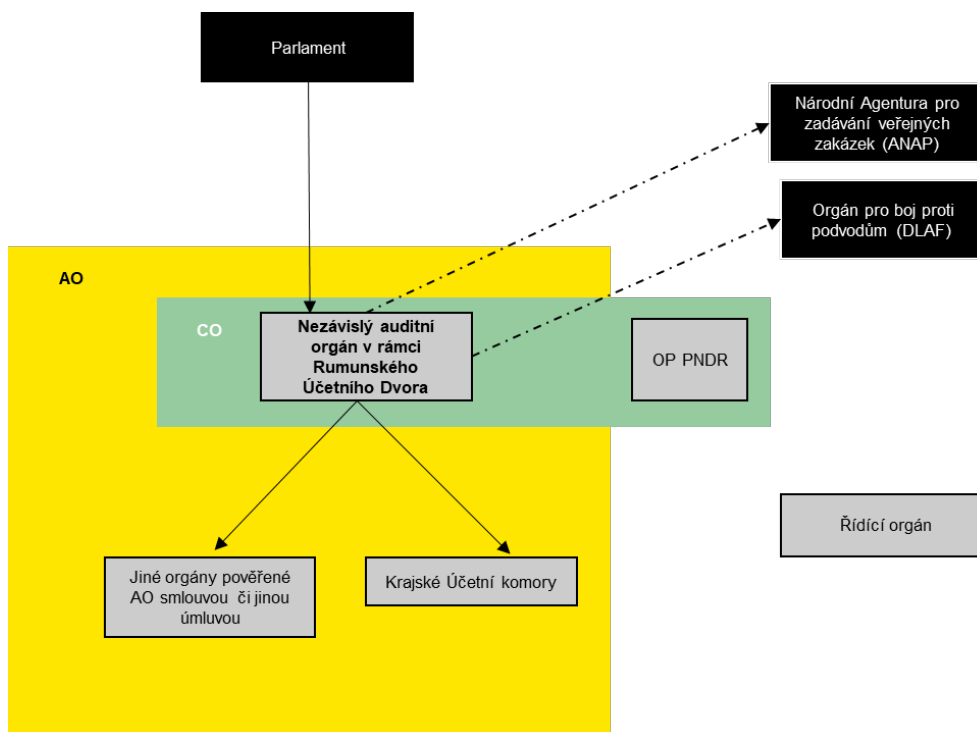 Parlament
Národní Agentura pro
zadávání veřejných
zakázek (ANAP)
Orgán pro boj proti
podvodům (DLAF)
AO
CO
Nezávislý auditní
orgán v rámci
Rumunského
Účetního Dvora
OP PNDR
Řídící orgán
Jiné orgány pověřené
AO smlouvou či jinou
úmluvou
Krajské Účetní komory